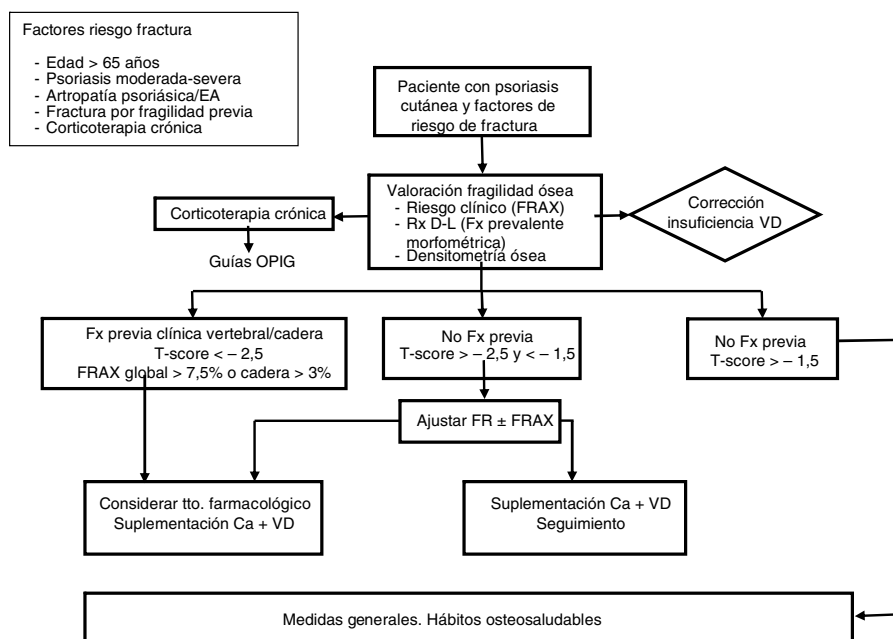 Factores riesgo fractura
- Edad > 65 años
- Psoriasis moderada-severa
- Artropatía psoriásica/EA
- Fractura por fragilidad previa
- Corticoterapia crónica
Paciente con psoriasis
cutánea y factores de
riesgo de fractura
Valoración fragilidad ósea
- Riesgo clínico (FRAX)
- Rx D-L (Fx prevalente
morfométrica)
- Densitometría ósea
Corticoterapia crónica
Guías OPIG
Corrección
insuficiencia VD
Fx previa clínica vertebral/cadera
T-score < – 2,5
FRAX global > 7,5% o cadera > 3%
No Fx previa
T-score > – 2,5 y < – 1,5
No Fx previa
T-score > – 1,5
Ajustar FR ± FRAX
Considerar tto. farmacológico
Suplementación Ca + VD
Suplementación Ca + VD
Seguimiento
Medidas generales. Hábitos osteosaludables